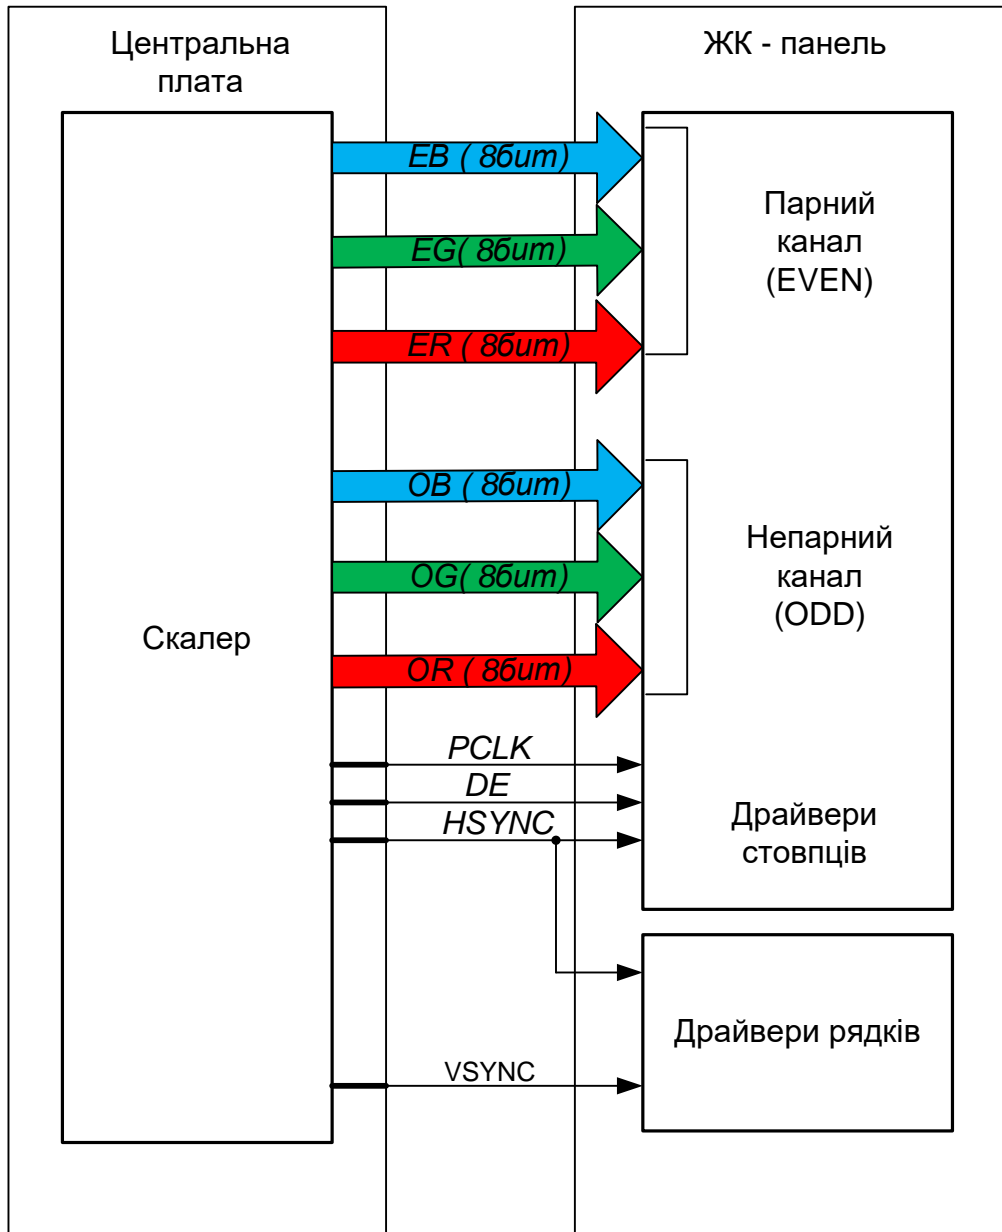 Центральна
плата
ЖК - панель
Скалер
EB ( 8бит)
EG( 8бит)
ER ( 8бит)
Парний
канал
(EVEN)
OB ( 8бит)
OG( 8бит)
OR ( 8бит)
Непарний
канал
(ODD)
PCLK
DE
HSYNC
Драйвери
стовпців
Драйвери рядків
VSYNC